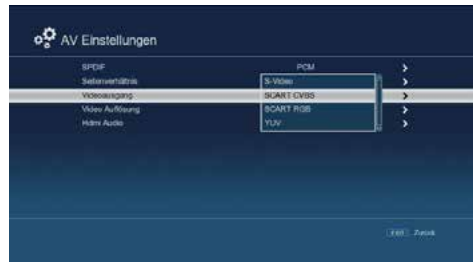 AV Einstellungen
SPDIF PCM
Seitenverhältnis S-Video
Videoausgang SCART CVBS
Video Auflösung SCART RGB
Hdmi Audio YUV
EXIT Zurück